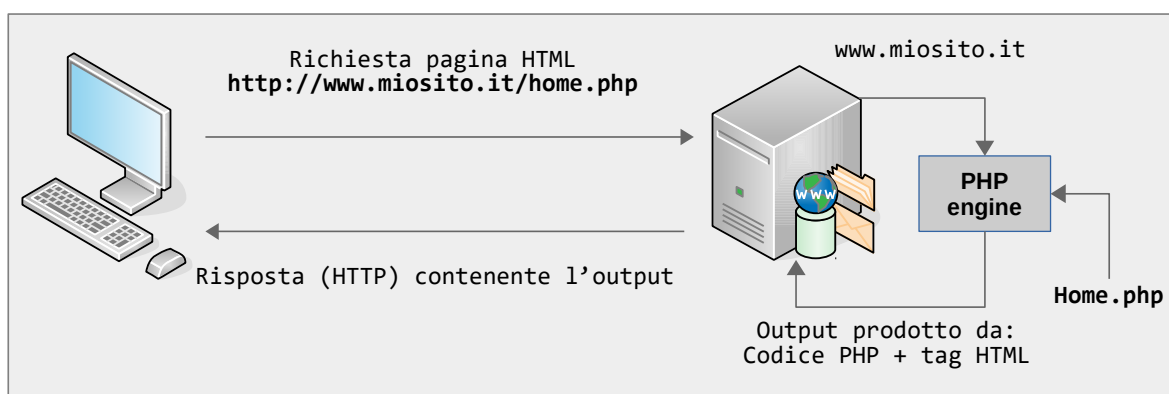 Richiesta pagina HTML
http://www.miosito.it/home.php
www.miosito.it
www
PHP
engine
Risposta (HTTP) contenente l’output
Home.php
Output prodotto da:
Codice PHP + tag HTML